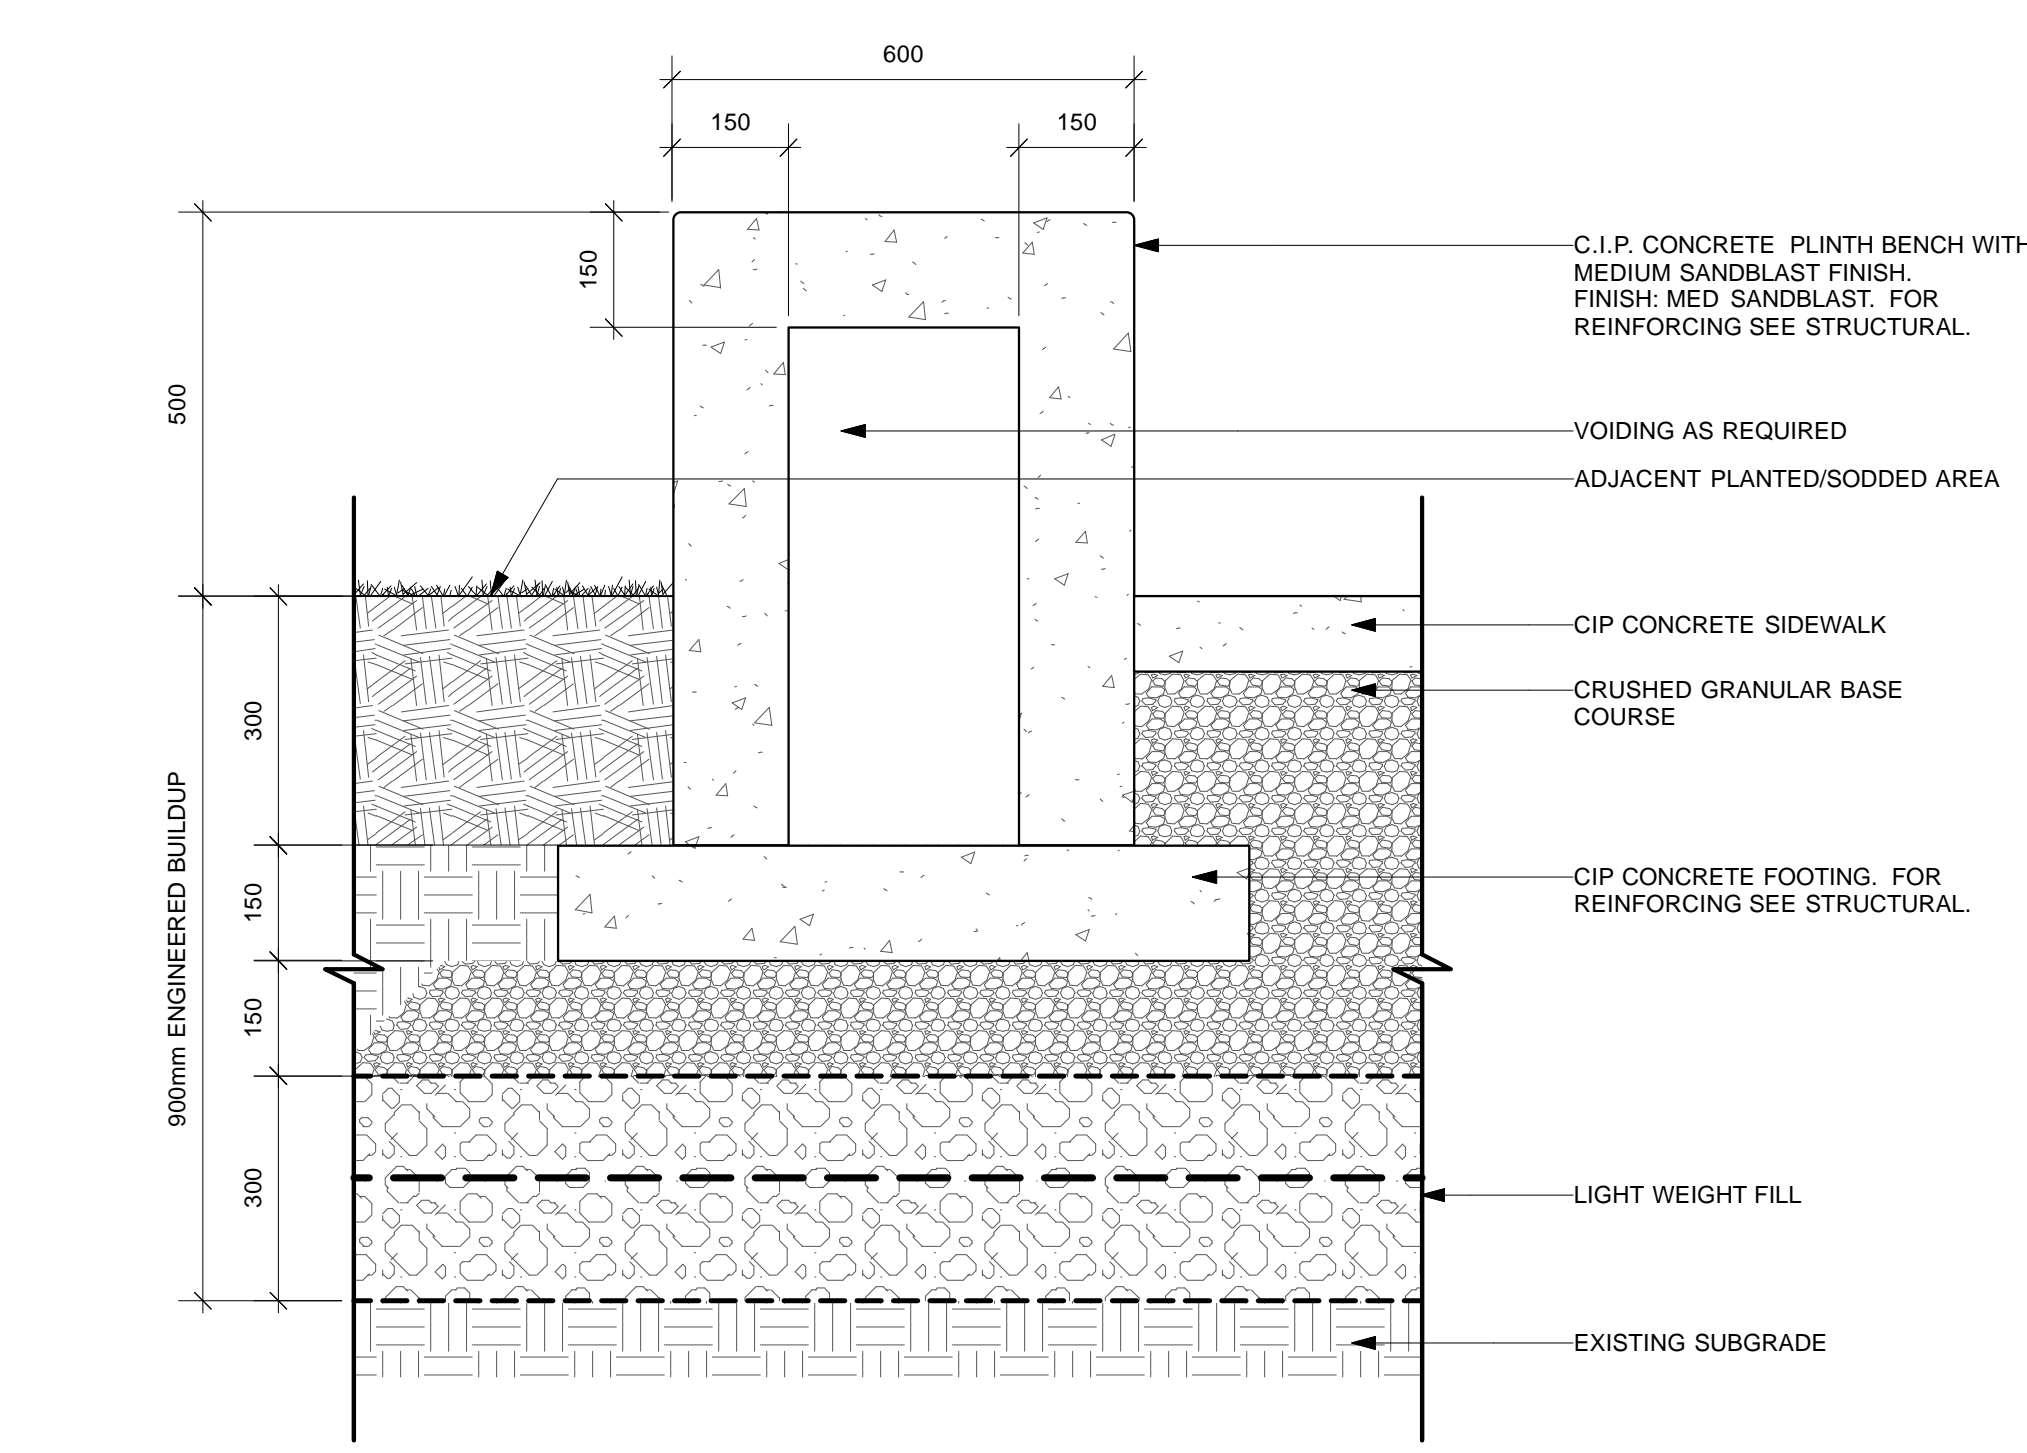 600
150
150
150
500
C.I.P. CONCRETE PLINTH BENCH WITH
MEDIUM SANDBLAST FINISH.
FINISH: MED SANDBLAST. FOR
REINFORCING SEE STRUCTURAL.
VOIDING AS REQUIRED
ADJACENT PLANTED/SODDED AREA
CIP CONCRETE SIDEWALK
CRUSHED GRANULAR BASE
COURSE
CIP CONCRETE FOOTING. FOR
REINFORCING SEE STRUCTURAL.
LIGHT WEIGHT FILL
EXISTING SUBGRADE
300
150
150
300
900mm ENGINEERED BUILDUP